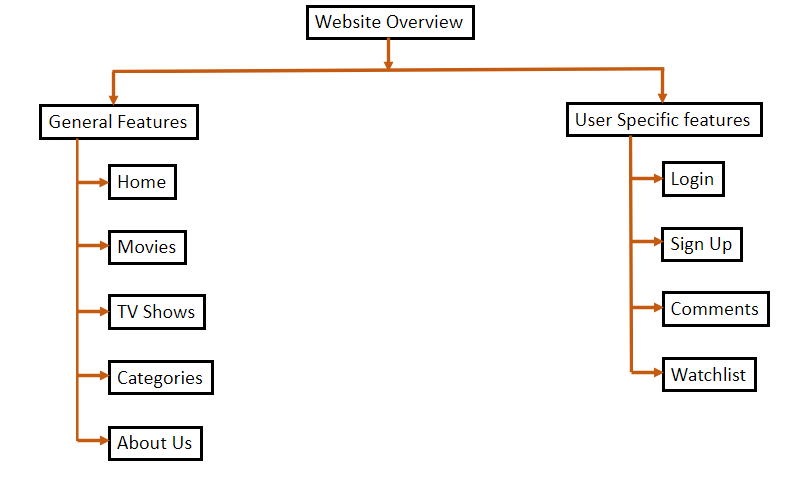 Website Overview
General Features
Home
Movies
TV Shows
Categories
About Us
User Specific features
Login
Sign Up
Comments
Watchlist